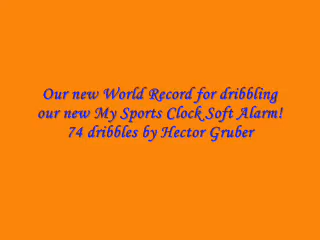 Our new World Record for dribbling
our new My Sports Clock Soft Alarm!
74 dribbles by Hector Gruber